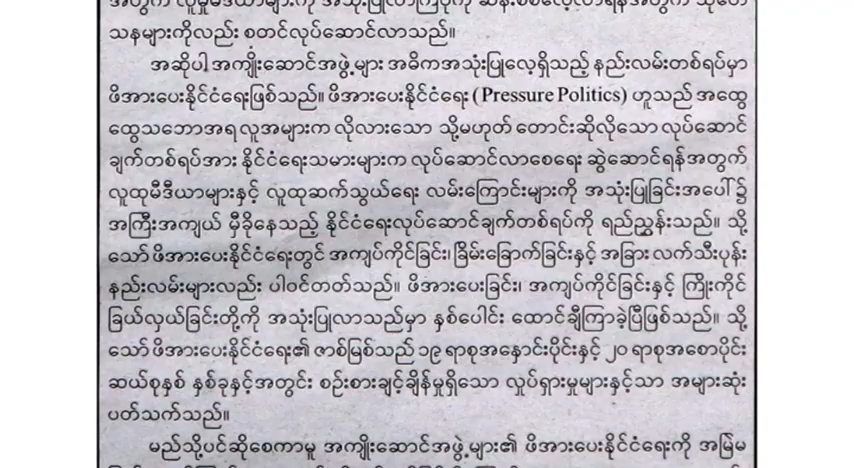 သနများကိုလည်း စတင်လုပ်ဆောင်လာသည်။
အဆိုပါ အကျိုးဆောင်အဖွဲ့များ အဓိကအသုံးပြုလေ့ရှိသည့် နည်းလမ်းတစ်ရပ်မှာ
ဖိအားပေးနိုင်ငံရေးဖြစ်သည်။ ဖိအားပေးနိုင်ငံရေး (Pressure Politics) ဟူသည် အထွေ
ထွေသဘောအရ လူအများက လိုလားသော သို့မဟုတ် တောင်းဆိုလိုသော လုပ်ဆောင်
ချက်တစ်ရပ်အား နိုင်ငံရေးသမားများက လုပ်ဆောင်လာစေရေး ဆွဲဆောင်ရန်အတွက်
လူထုမီဒီယာများနှင့် လူထုဆက်သွယ်ရေး လမ်းကြောင်းများကို အသုံးပြုခြင်းအပေါ်၌
အကြီးအကျယ် မှီခိုနေသည့် နိုင်ငံရေးလုပ်ဆောင်ချက်တစ်ရပ်ကို ရည်ညွှန်းသည်။ သို့
သော် ဖိအားပေးနိုင်ငံရေးတွင် အကျပ်ကိုင်ခြင်း၊ ခြိမ်းခြောက်ခြင်းနှင့် အခြား လက်သီးပုန်း
နည်းလမ်းများလည်း ပါဝင်တတ်သည်။ ဖိအားပေးခြင်း၊ အကျပ်ကိုင်ခြင်းနှင့် ကြိုးကိုင်
ခြယ်လှယ်ခြင်းတို့ကို အသုံးပြုလာသည်မှာ နှစ်ပေါင်း ထောင်ချီကြာခဲ့ပြီဖြစ်သည်။ သို့
သော် ဖိအားပေးနိုင်ငံရေး၏ ဇာစ်မြစ်သည် ၁၉ ရာစုအနှောင်းပိုင်းနှင့် ၂၀ ရာစုအစောပိုင်း
ဆယ်စုနှစ် နှစ်ခုနှင့်အတွင်း စဉ်းစားချင့်ချိန်မှုရှိသော လှုပ်ရှားမှုများနှင့်သာ အများဆုံး
ပတ်သက်သည်။
မည်သို့ပင်ဆိုစေကာမူ အကျိုးဆောင်အဖွဲ့များ၏ ဖိအားပေးနိုင်ငံရေးကို အမြဲမ